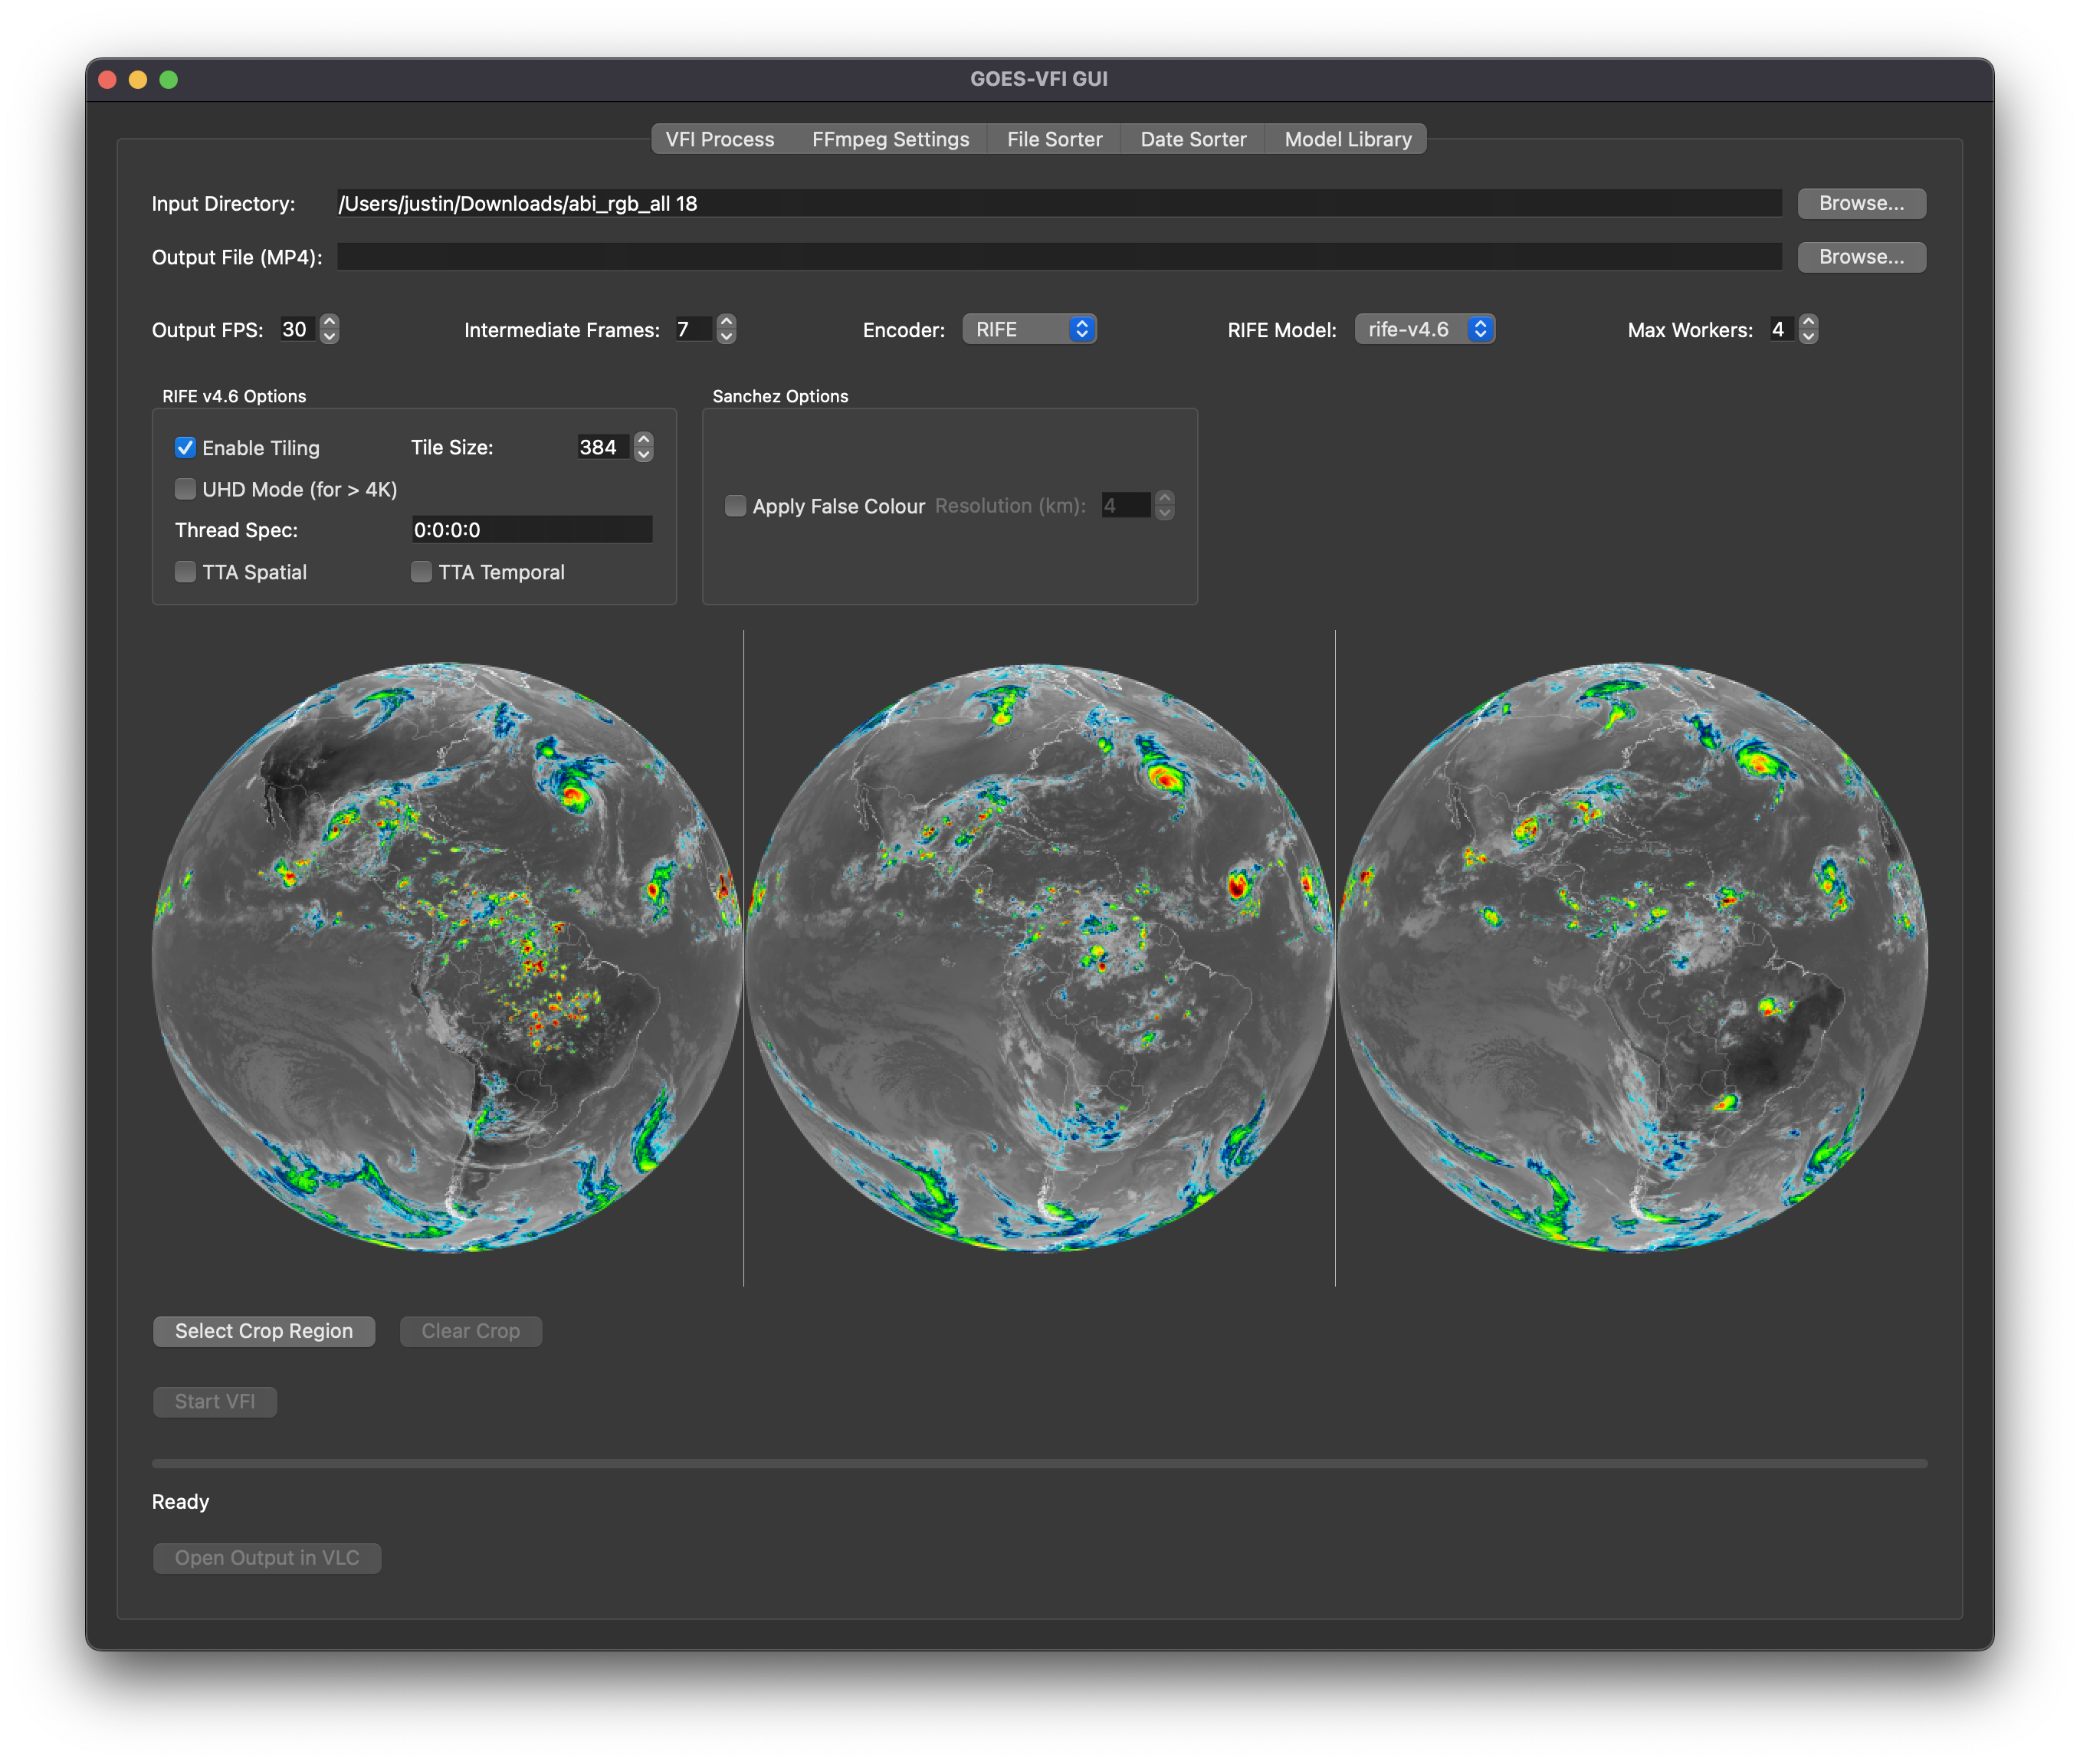 GOES-VFI GUI
VFI Process FFmpeg Settings File Sorter Date Sorter Model Library
Input Directory: /Users/justin/Downloads/abi_rgb_all 18 Browse...
Output File (MP4): Browse...
Output FPS: 30 Intermediate Frames: 7 Encoder: RIFE RIFE Model: rife-v4.6 Max Workers: 4
RIFE v4.6 Options
Enable Tiling Tile Size: 384
UHD Mode (for > 4K)
Thread Spec: 0:0:0:0
TTA Spatial TTA Temporal
Sanchez Options
Apply False Colour Resolution (km): 4
Select Crop Region Clear Crop
Start VFI
Ready
Open Output in VLC